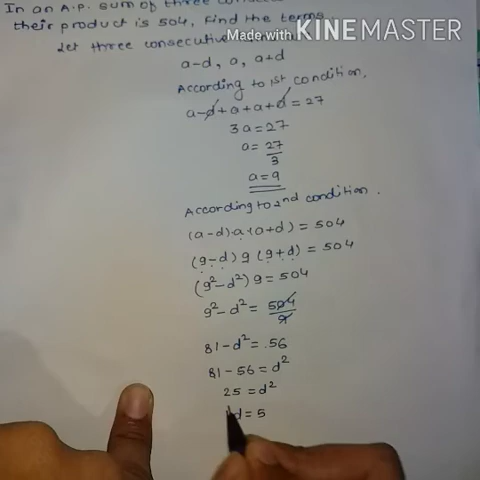 In an A.P. sum of three
their product is 504, Find the terms.
Made with KINEMASTER
Let three consecutive
a-d, a, a+d
According to 1st condition,
a-d+a+a+d = 27
3a = 27
a = 27/3
a = 9
According to 2nd condition.
(a-d)a(a+d) = 504
(9-d) 9 (9+d) = 504
(9²-d²) 9 = 504
9²-d² = 504/9
81-d² = .56
81-56 = d²
25 = d²
d = 5